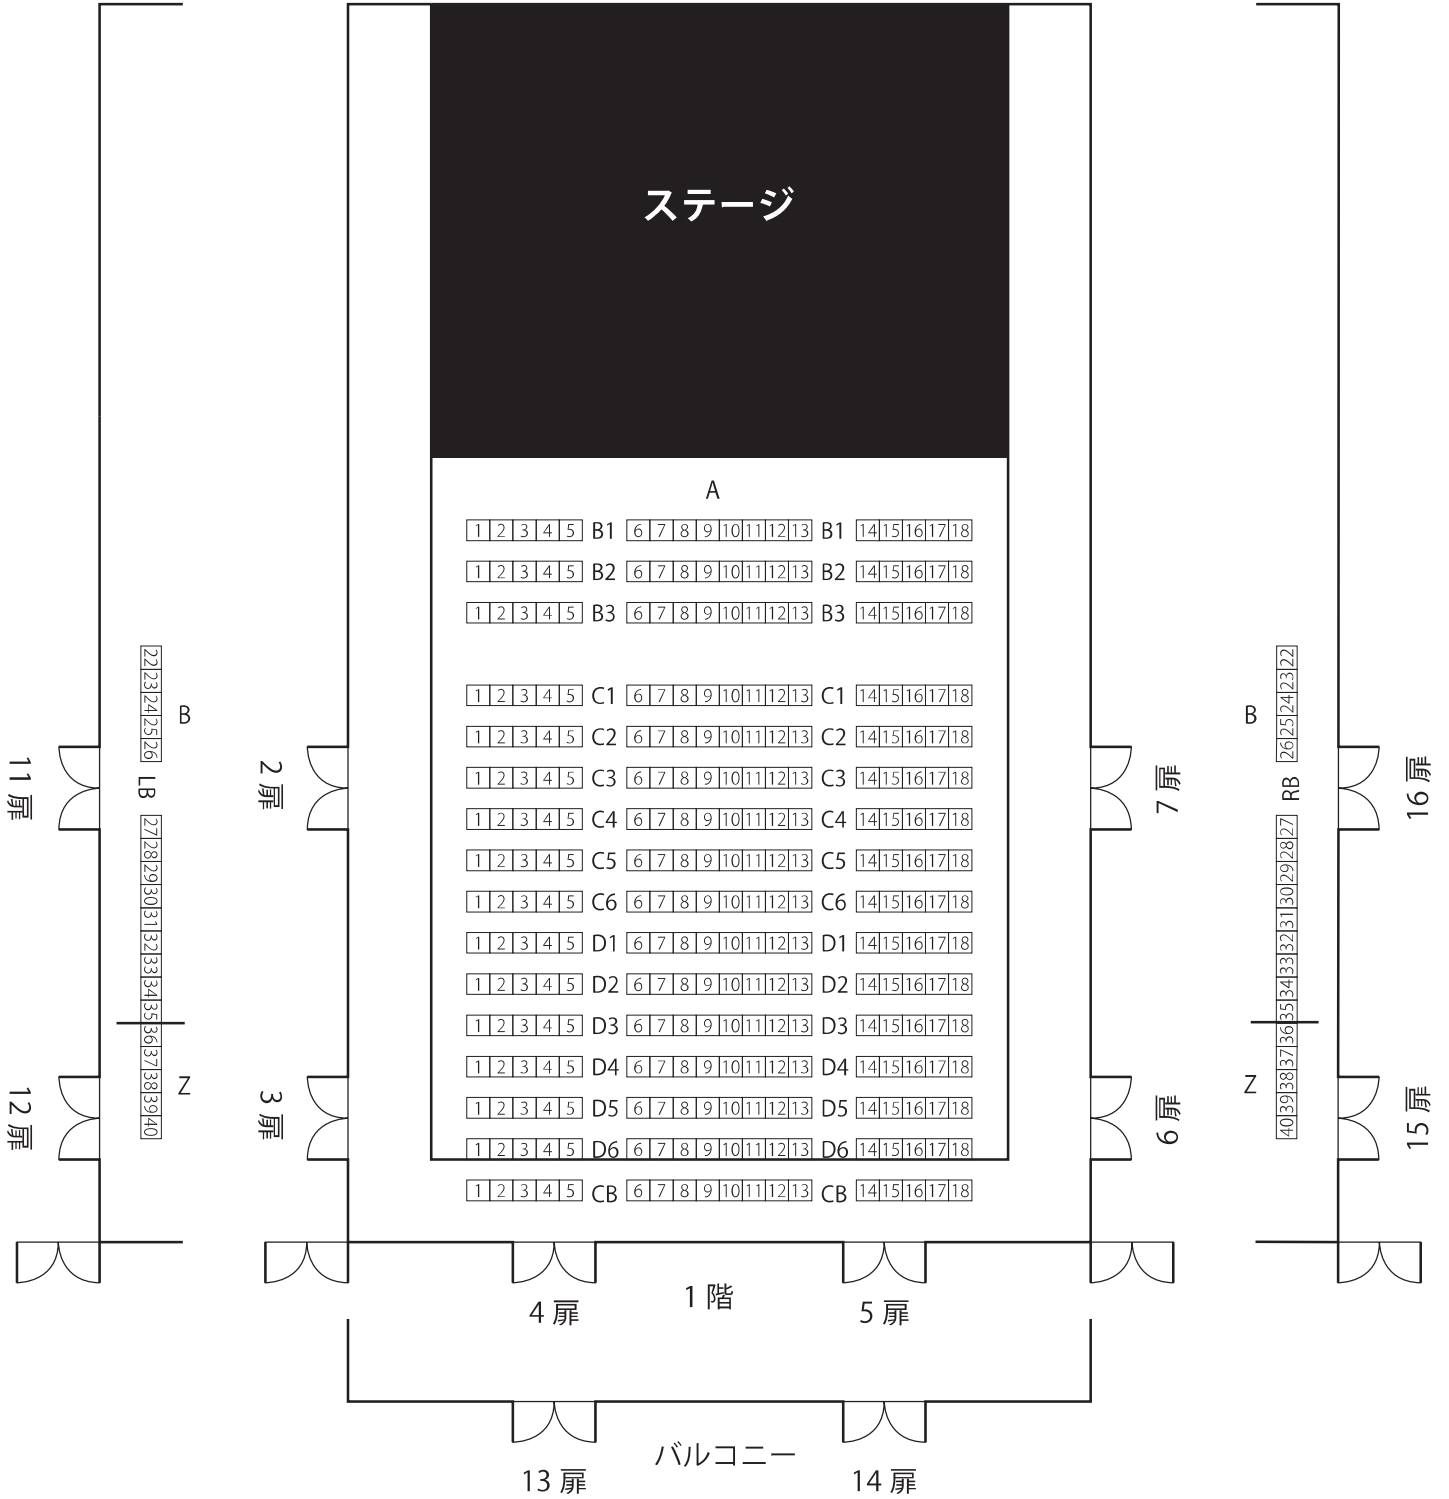 ステージ
A
1 2 3 4 5 B1 6 7 8 9 10 11 12 13 B1 14 15 16 17 18
1 2 3 4 5 B2 6 7 8 9 10 11 12 13 B2 14 15 16 17 18
1 2 3 4 5 B3 6 7 8 9 10 11 12 13 B3 14 15 16 17 18
1 2 3 4 5 C1 6 7 8 9 10 11 12 13 C1 14 15 16 17 18
1 2 3 4 5 C2 6 7 8 9 10 11 12 13 C2 14 15 16 17 18
1 2 3 4 5 C3 6 7 8 9 10 11 12 13 C3 14 15 16 17 18
1 2 3 4 5 C4 6 7 8 9 10 11 12 13 C4 14 15 16 17 18
1 2 3 4 5 C5 6 7 8 9 10 11 12 13 C5 14 15 16 17 18
1 2 3 4 5 C6 6 7 8 9 10 11 12 13 C6 14 15 16 17 18
1 2 3 4 5 D1 6 7 8 9 10 11 12 13 D1 14 15 16 17 18
1 2 3 4 5 D2 6 7 8 9 10 11 12 13 D2 14 15 16 17 18
1 2 3 4 5 D3 6 7 8 9 10 11 12 13 D3 14 15 16 17 18
1 2 3 4 5 D4 6 7 8 9 10 11 12 13 D4 14 15 16 17 18
1 2 3 4 5 D5 6 7 8 9 10 11 12 13 D5 14 15 16 17 18
1 2 3 4 5 D6 6 7 8 9 10 11 12 13 D6 14 15 16 17 18
1 2 3 4 5 CB 6 7 8 9 10 11 12 13 CB 14 15 16 17 18
22 23 24 25 26 LB 27 28 29 30 31 32 33 34 35 36 37 38 39 40
B
Z
11 扉
12 扉
2 扉
3 扉
7 扉
6 扉
40 39 38 37 36 35 34 33 32 31 30 29 28 27 RB 26 25 24 23 22
B
Z
16 扉
15 扉
4 扉
1 階
5 扉
バルコニー
13 扉
14 扉